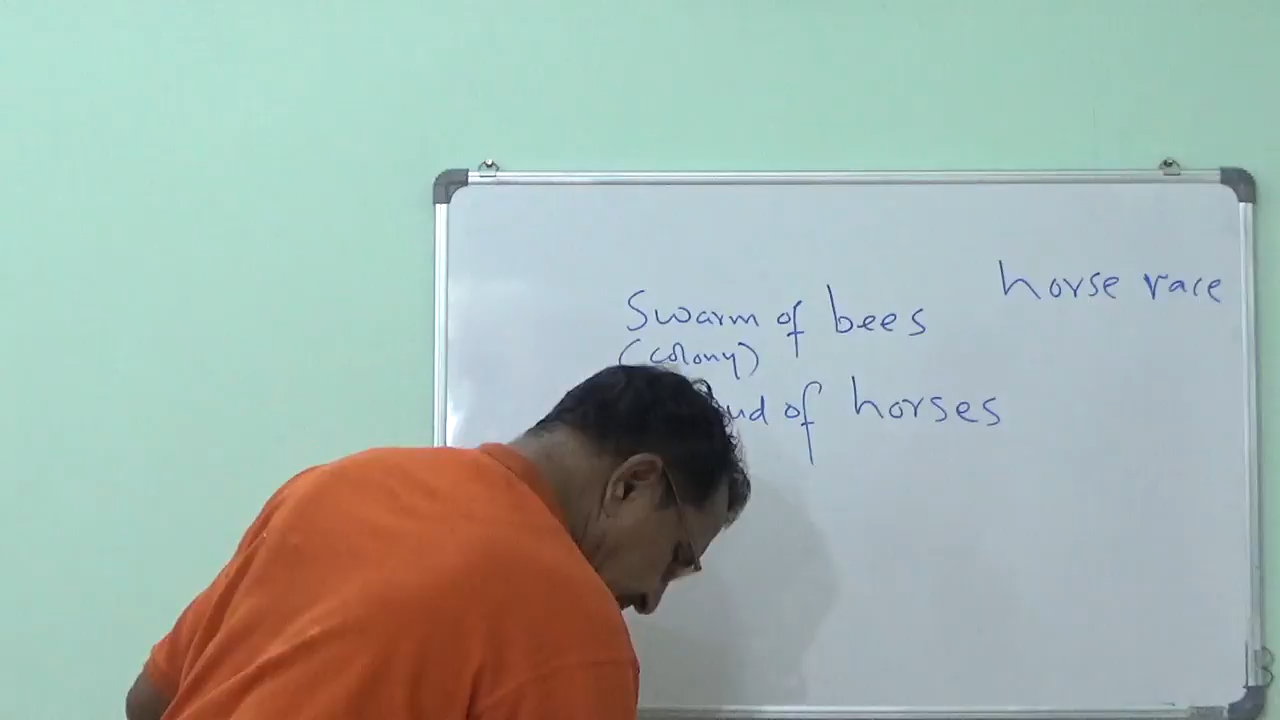 horse race
Swarm of bees
(colony)
of horses